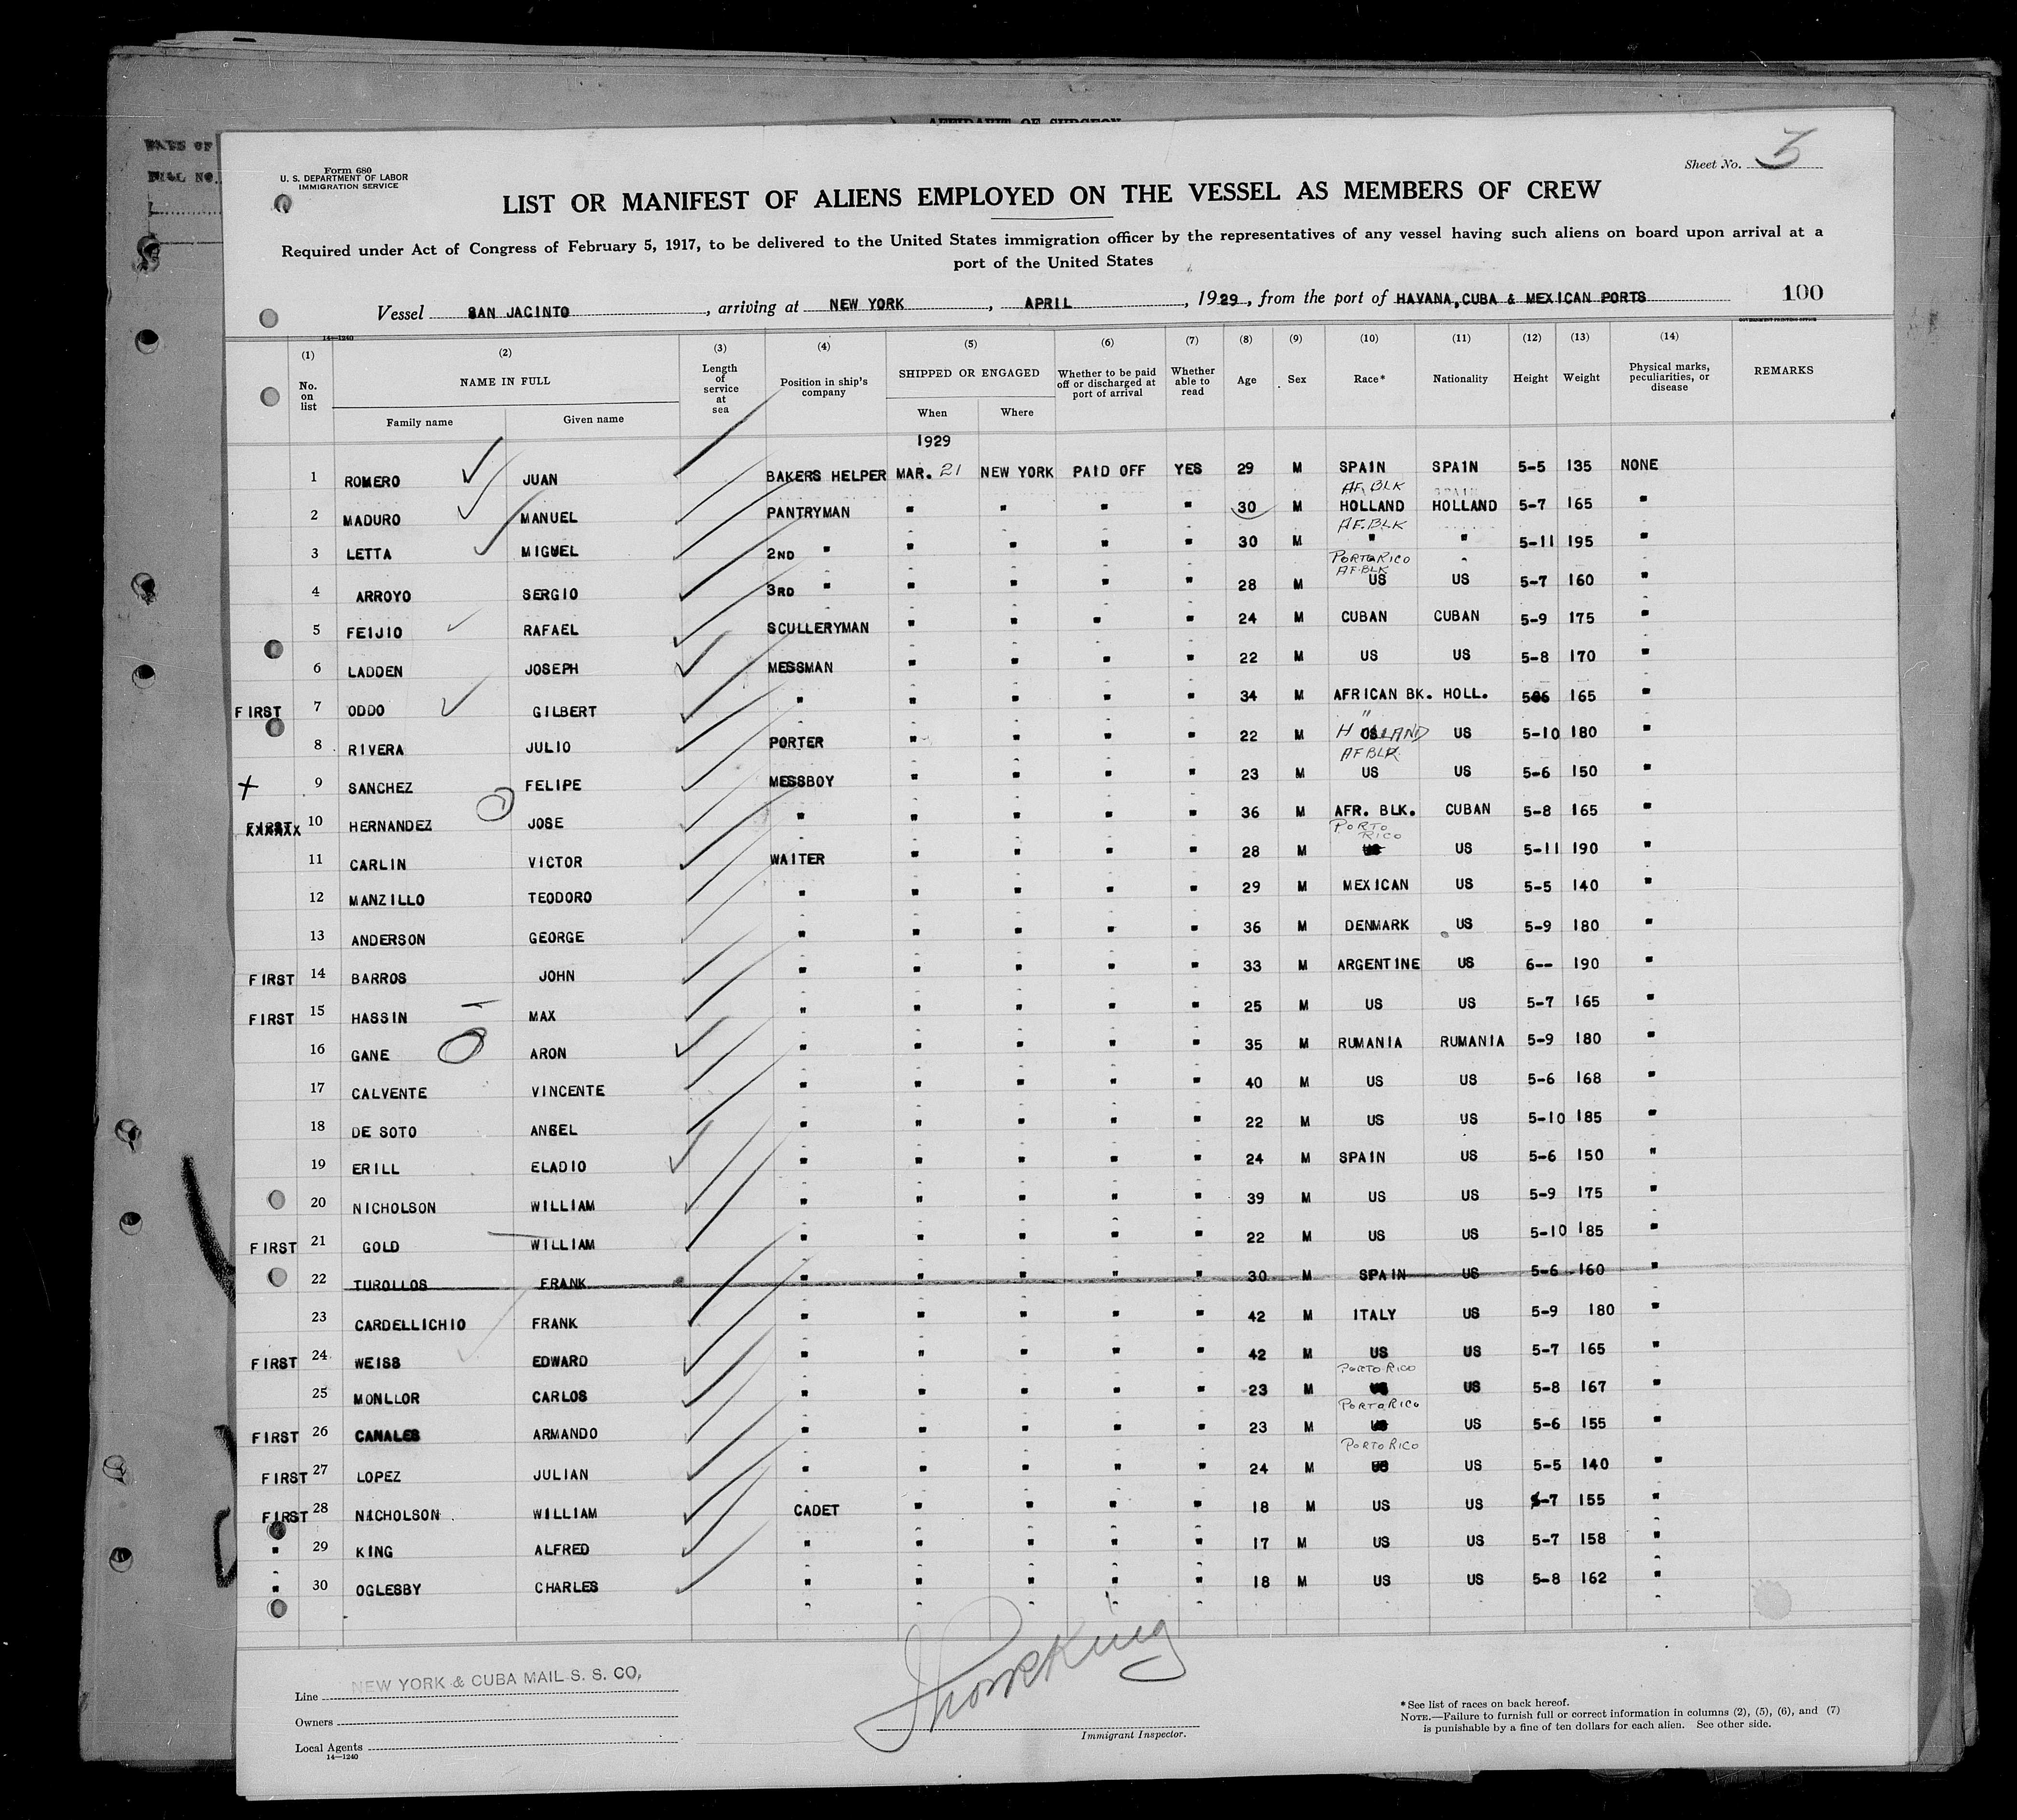 AFFIDAVIT OF SURGEON
Form 680
U. S. DEPARTMENT OF LABOR
IMMIGRATION SERVICE
Sheet No. 3
LIST OR MANIFEST OF ALIENS EMPLOYED ON THE VESSEL AS MEMBERS OF CREW
Required under Act of Congress of February 5, 1917, to be delivered to the United States immigration officer by the representatives of any vessel having such aliens on board upon arrival at a
port of the United States
Vessel SAN JACINTO, arriving at NEW YORK, APRIL, 1929, from the port of HAVANA, CUBA & MEXICAN PORTS 100
14—1240 GOVERNMENT PRINTING OFFICE
(1) (2) (3) (4) (5) (6) (7) (8) (9) (10) (11) (12) (13) (14)
No. on list NAME IN FULL Length of service at sea Position in ship's company SHIPPED OR ENGAGED Whether to be paid off or discharged at port of arrival Whether able to read Age Sex Race* Nationality Height Weight Physical marks, peculiarities, or disease REMARKS
Family name Given name When Where
1929
1 ROMERO JUAN BAKERS HELPER MAR. 21 NEW YORK PAID OFF YES 29 M SPAIN SPAIN 5-5 135 NONE
AF. BLK
2 MADURO MANUEL PANTRYMAN " " " " 30 M HOLLAND HOLLAND 5-7 165 "
AF. BLK
3 LETTA MIGUEL 2ND " " " " " 30 M " " 5-11 195 "
PORTO RICO
AF. BLK
4 ARROYO SERGIO 3RD " " " " " 28 M US US 5-7 160 "
5 FEIJIO RAFAEL SCULLERYMAN " " " " 24 M CUBAN CUBAN 5-9 175 "
6 LADDEN JOSEPH MESSMAN " " " " 22 M US US 5-8 170 "
FIRST 7 ODDO GILBERT " " " " " 34 M AFRICAN BK. HOLL. 506 165 "
"
8 RIVERA JULIO PORTER " " " " 22 M HOLLAND US 5-10 180 "
AF BLK
+ 9 SANCHEZ FELIPE MESSBOY " " " " 23 M US US 5-6 150 "
FIRST 10 HERNANDEZ JOSE " " " " " 36 M AFR. BLK. CUBAN 5-8 165 "
PORTO RICO
11 CARLIN VICTOR WAITER " " " " 28 M US US 5-11 190 "
12 MANZILLO TEODORO " " " " " 29 M MEXICAN US 5-5 140 "
13 ANDERSON GEORGE " " " " " 36 M DENMARK US 5-9 180 "
FIRST 14 BARROS JOHN " " " " " 33 M ARGENTINE US 6-- 190 "
FIRST 15 HASSIN MAX " " " " " 25 M US US 5-7 165 "
16 GANE ARON " " " " " 35 M RUMANIA RUMANIA 5-9 180 "
17 CALVENTE VINCENTE " " " " " 40 M US US 5-6 168 "
18 DE SOTO ANGEL " " " " " 22 M US US 5-10 185 "
19 ERILL ELADIO " " " " " 24 M SPAIN US 5-6 150 "
20 NICHOLSON WILLIAM " " " " " 39 M US US 5-9 175 "
FIRST 21 GOLD WILLIAM " " " " " 22 M US US 5-10 185 "
22 TUROLLOS FRANK " " " " " 30 M SPAIN US 5-6 160 "
23 CARDELLICHIO FRANK " " " " " 42 M ITALY US 5-9 180 "
FIRST 24 WEISS EDWARD " " " " " 42 M US US 5-7 165 "
PORTO RICO
25 MONLLOR CARLOS " " " " " 23 M US US 5-8 167 "
PORTO RICO
FIRST 26 CANALES ARMANDO " " " " " 23 M US US 5-6 155 "
PORTO RICO
FIRST 27 LOPEZ JULIAN " " " " " 24 M US US 5-5 140 "
FIRST 28 NICHOLSON WILLIAM CADET " " " " 18 M US US 5-7 155 "
" 29 KING ALFRED " " " " " 17 M US US 5-7 158 "
" 30 OGLESBY CHARLES " " " " " 18 M US US 5-8 162 "
Line NEW YORK & CUBA MAIL S. S. CO.
Owners
Local Agents
14—1240
Immigrant Inspector.
*See list of races on back hereof.
NOTE.—Failure to furnish full or correct information in columns (2), (5), (6), and (7)
is punishable by a fine of ten dollars for each alien. See other side.